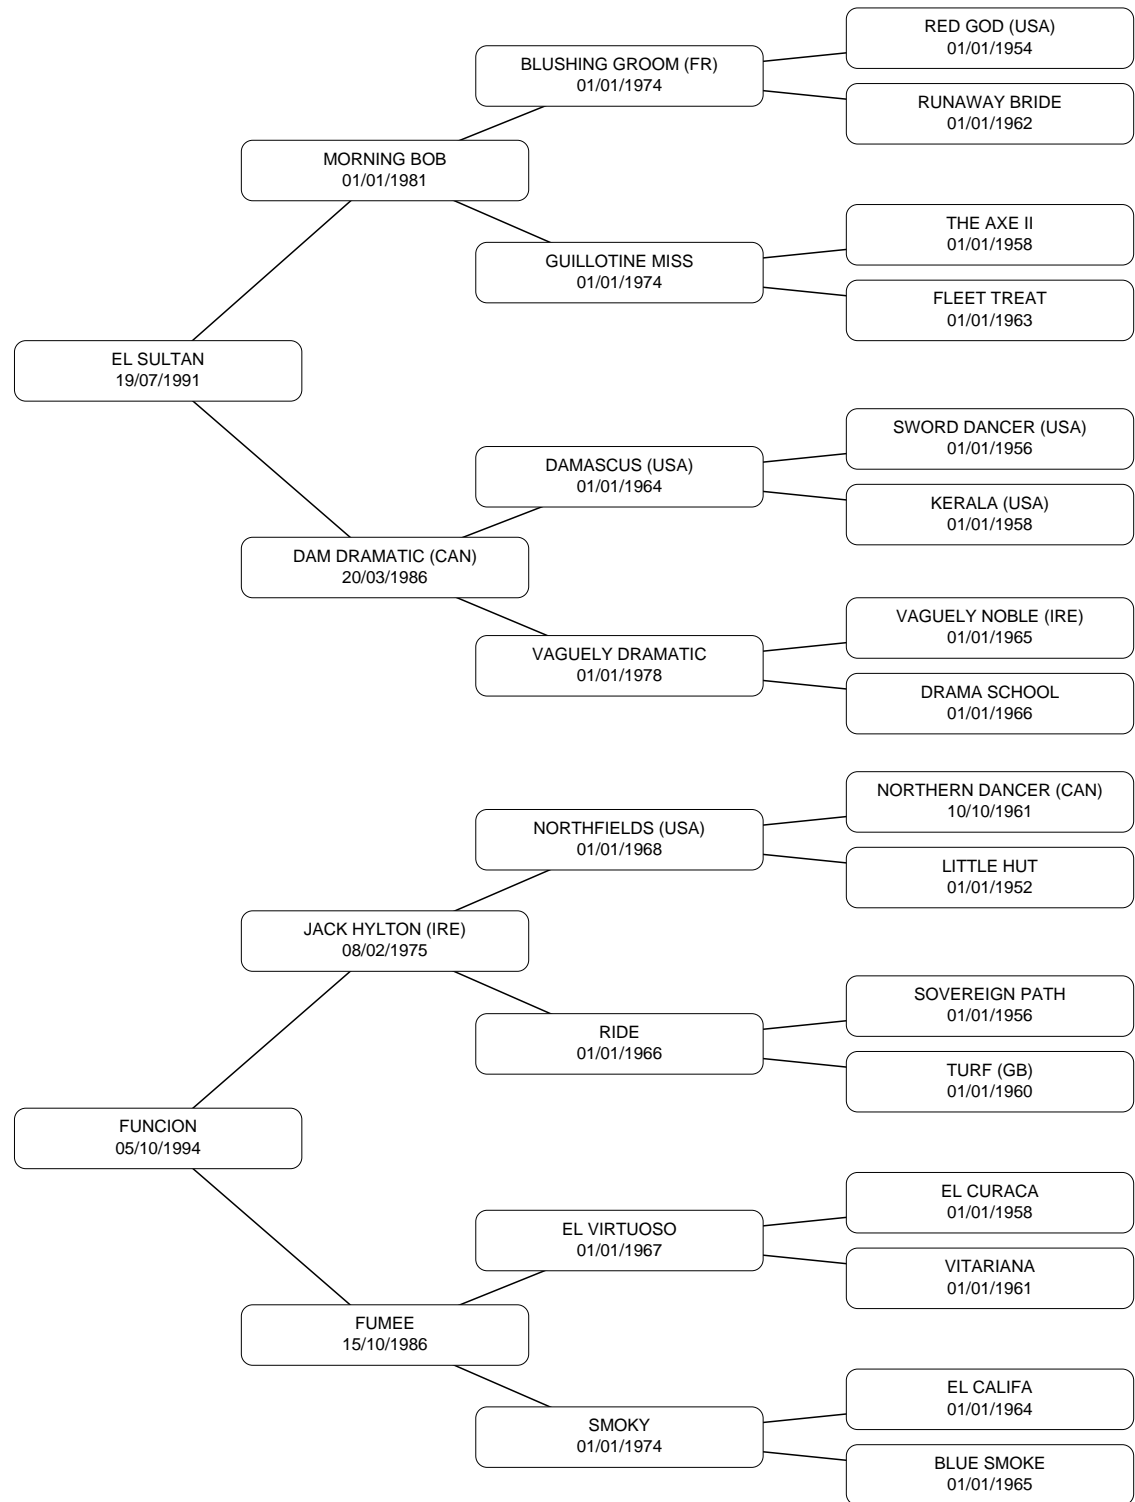 RED GOD (USA)
01/01/1954
BLUSHING GROOM (FR)
01/01/1974
RUNAWAY BRIDE
01/01/1962
MORNING BOB
01/01/1981
THE AXE II
01/01/1958
GUILLOTINE MISS
01/01/1974
FLEET TREAT
01/01/1963
EL SULTAN
19/07/1991
SWORD DANCER (USA)
01/01/1956
DAMASCUS (USA)
01/01/1964
KERALA (USA)
01/01/1958
DAM DRAMATIC (CAN)
20/03/1986
VAGUELY NOBLE (IRE)
01/01/1965
VAGUELY DRAMATIC
01/01/1978
DRAMA SCHOOL
01/01/1966
NORTHERN DANCER (CAN)
10/10/1961
NORTHFIELDS (USA)
01/01/1968
LITTLE HUT
01/01/1952
JACK HYLTON (IRE)
08/02/1975
SOVEREIGN PATH
01/01/1956
RIDE
01/01/1966
TURF (GB)
01/01/1960
FUNCION
05/10/1994
EL CURACA
01/01/1958
EL VIRTUOSO
01/01/1967
VITARIANA
01/01/1961
FUMEE
15/10/1986
EL CALIFA
01/01/1964
SMOKY
01/01/1974
BLUE SMOKE
01/01/1965